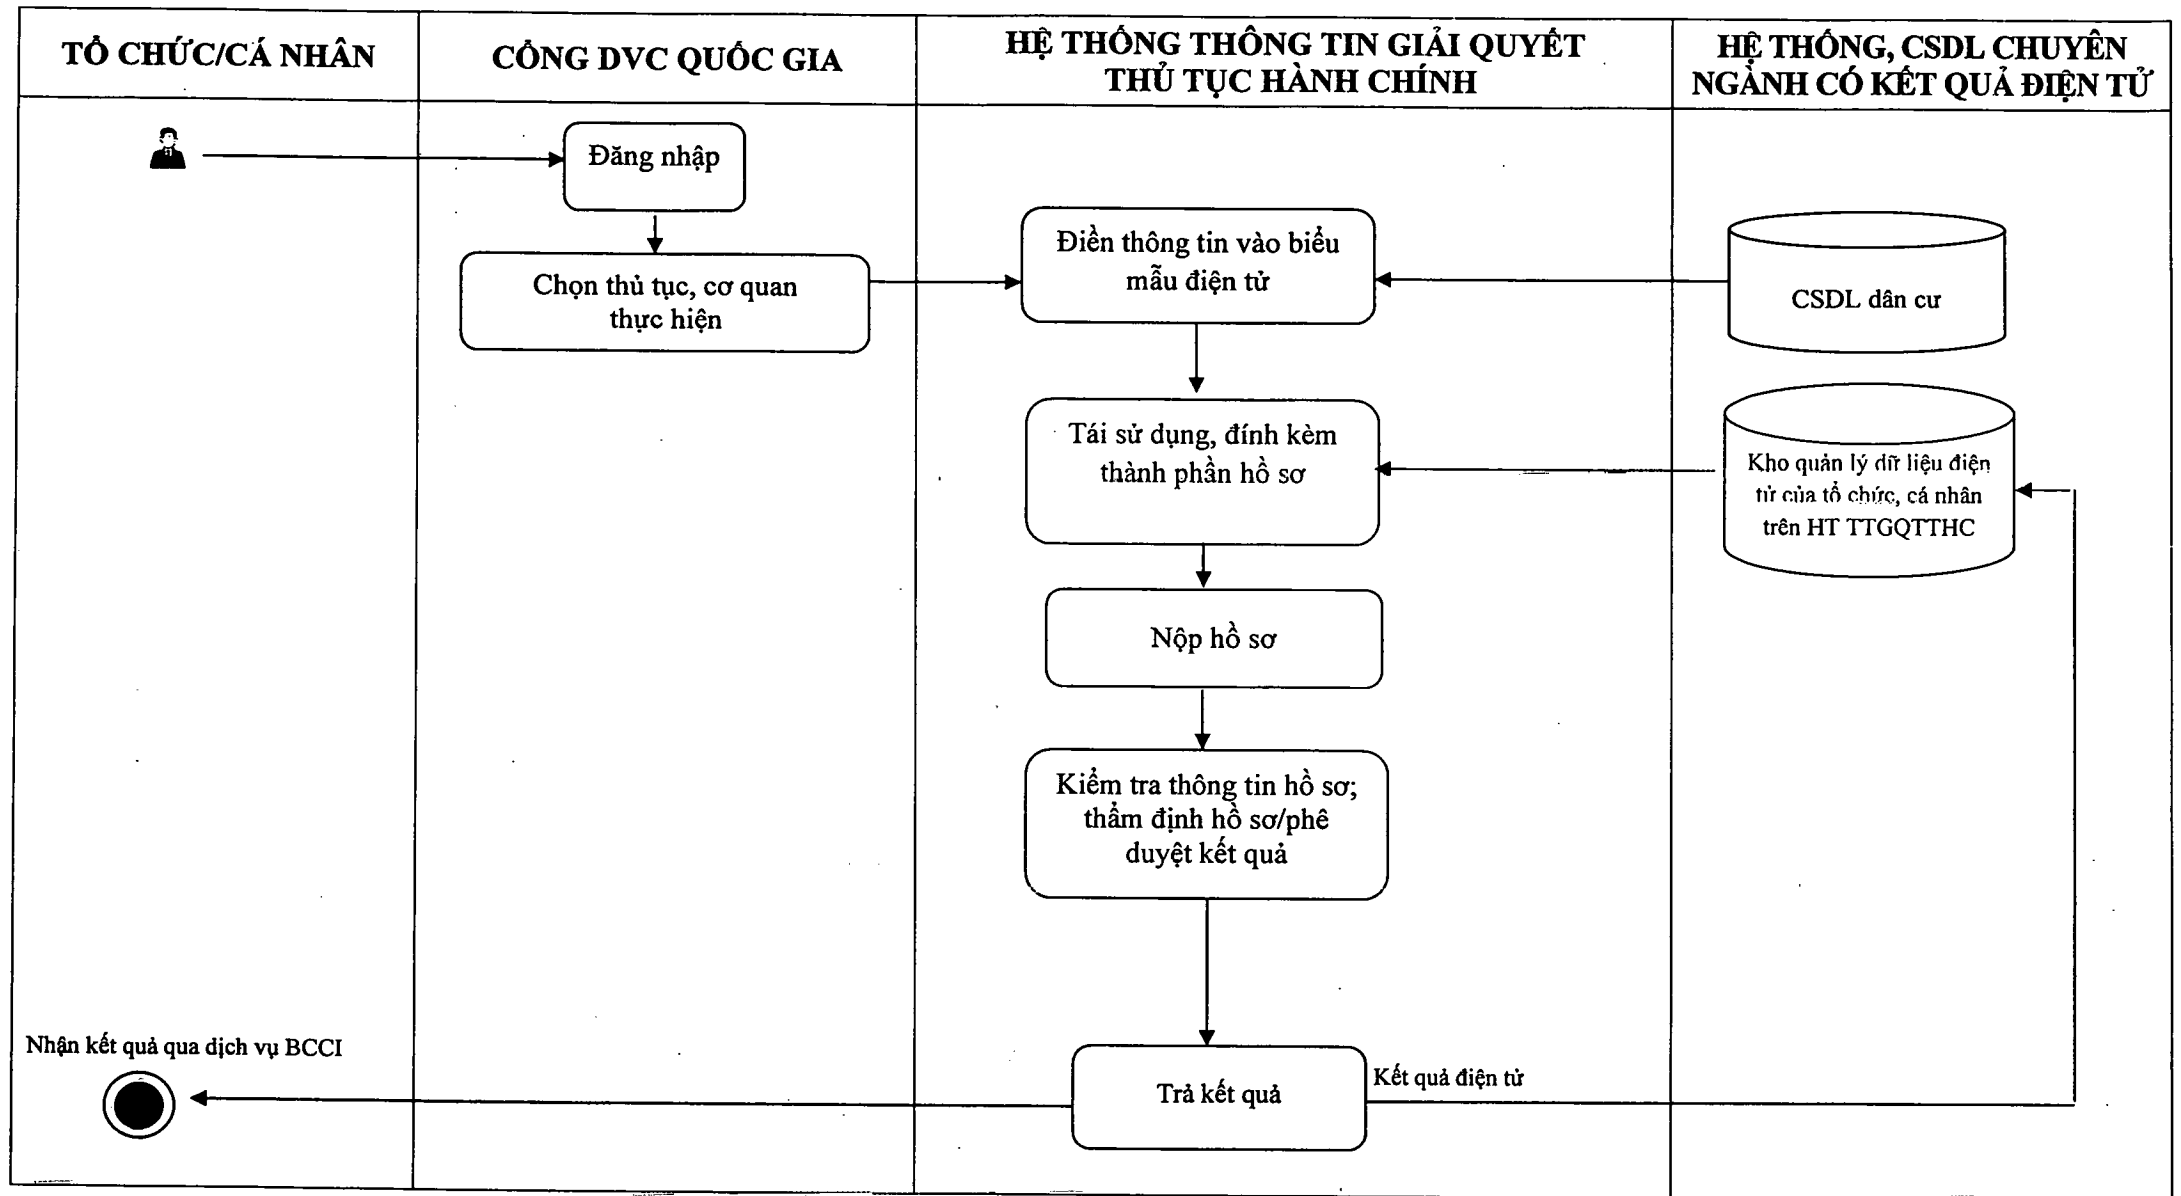 TỔ CHỨC/CÁ NHÂN
CỔNG DVC QUỐC GIA
HỆ THỐNG THÔNG TIN GIẢI QUYẾT
THỦ TỤC HÀNH CHÍNH
HỆ THỐNG, CSDL CHUYÊN
NGÀNH CÓ KẾT QUẢ ĐIỆN TỬ
Đăng nhập
Chọn thủ tục, cơ quan
thực hiện
Điền thông tin vào biểu
mẫu điện tử
CSDL dân cư
Tái sử dụng, đính kèm
thành phần hồ sơ
Kho quản lý dữ liệu điện
tử của tổ chức, cá nhân
trên HT TTGQTTHC
Nộp hồ sơ
Kiểm tra thông tin hồ sơ;
thẩm định hồ sơ/phê
duyệt kết quả
Nhận kết quả qua dịch vụ BCCI
Trả kết quả
Kết quả điện tử